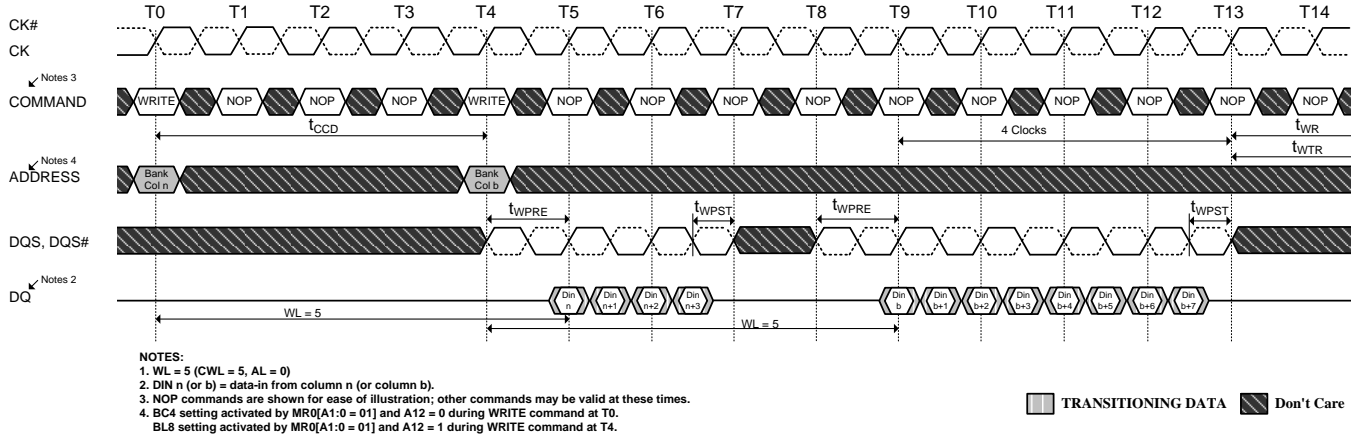 T0 T1 T2 T3 T4 T5 T6 T7 T8 T9 T10 T11 T12 T13 T14
CK#
CK
Notes 3
COMMAND
WRITE NOP NOP NOP WRITE NOP NOP NOP NOP NOP NOP NOP NOP NOP NOP
tCCD
4 Clocks
tWR
tWTR
Notes 4
ADDRESS
Bank Col n
Bank Col b
tWPRE tWPST tWPRE tWPST
DQS, DQS#
Notes 2
DQ
Din n
Din n+1
Din n+2
Din n+3
Din b
Din b+1
Din b+2
Din b+3
Din b+4
Din b+5
Din b+6
Din b+7
WL = 5
WL = 5
NOTES:
1. WL = 5 (CWL = 5, AL = 0)
2. DIN n (or b) = data-in from column n (or column b).
3. NOP commands are shown for ease of illustration; other commands may be valid at these times.
4. BC4 setting activated by MR0[A1:0 = 01] and A12 = 0 during WRITE command at T0.
BL8 setting activated by MR0[A1:0 = 01] and A12 = 1 during WRITE command at T4.
TRANSITIONING DATA
Don't Care